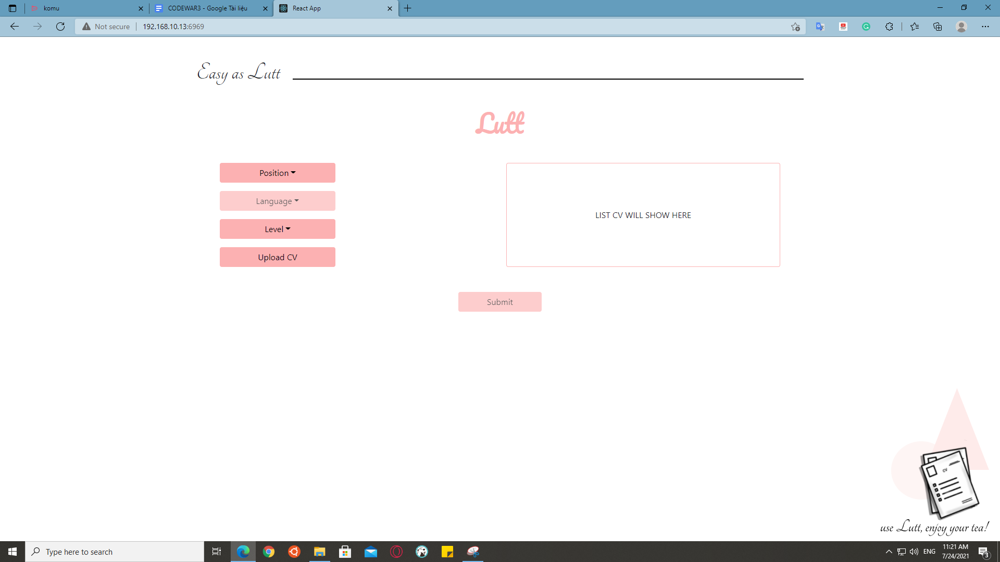 komu
CODEWAR3 - Google Tài liệu
React App
Not secure
192.168.10.13:6969
Easy as Lutt
Lutt
Position
Language
Level
Upload CV
LIST CV WILL SHOW HERE
Submit
CV
use Lutt, enjoy your tea!
Type here to search
ENG
11:21 AM
7/24/2021
3